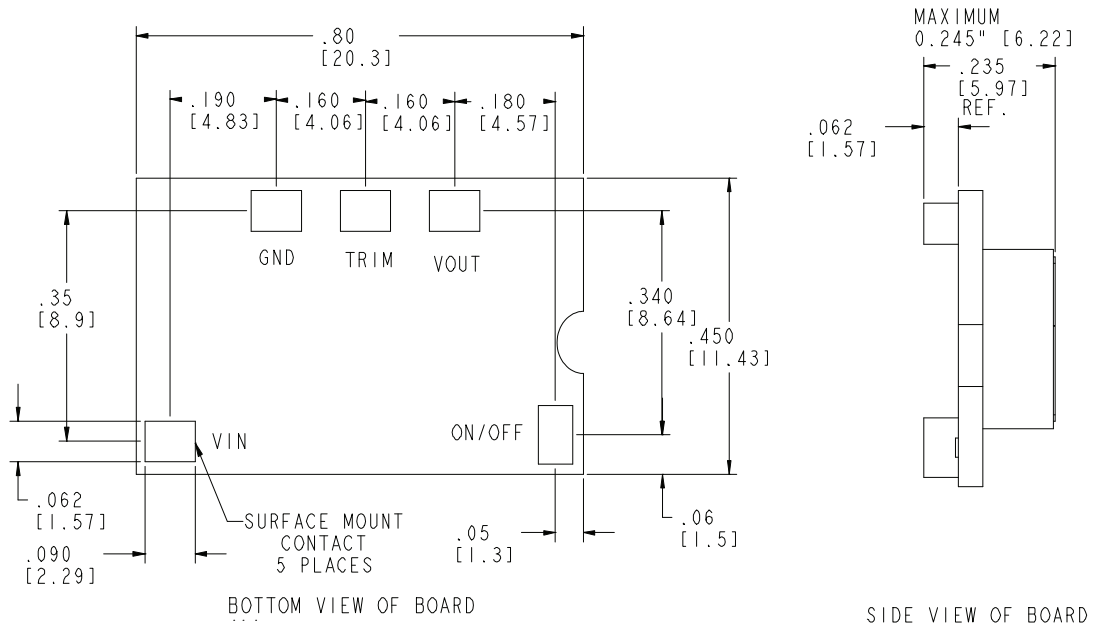 .80
[20.3]
MAXIMUM
0.245" [6.22]
.235
[5.97]
REF.
.062
[1.57]
.190
[4.83]
.160
[4.06]
.160
[4.06]
.180
[4.57]
GND
TRIM
VOUT
.35
[8.9]
.340
[8.64]
.450
[11.43]
VIN
ON/OFF
.062
[1.57]
.090
[2.29]
SURFACE MOUNT
CONTACT
5 PLACES
.05
[1.3]
.06
[1.5]
BOTTOM VIEW OF BOARD
SIDE VIEW OF BOARD